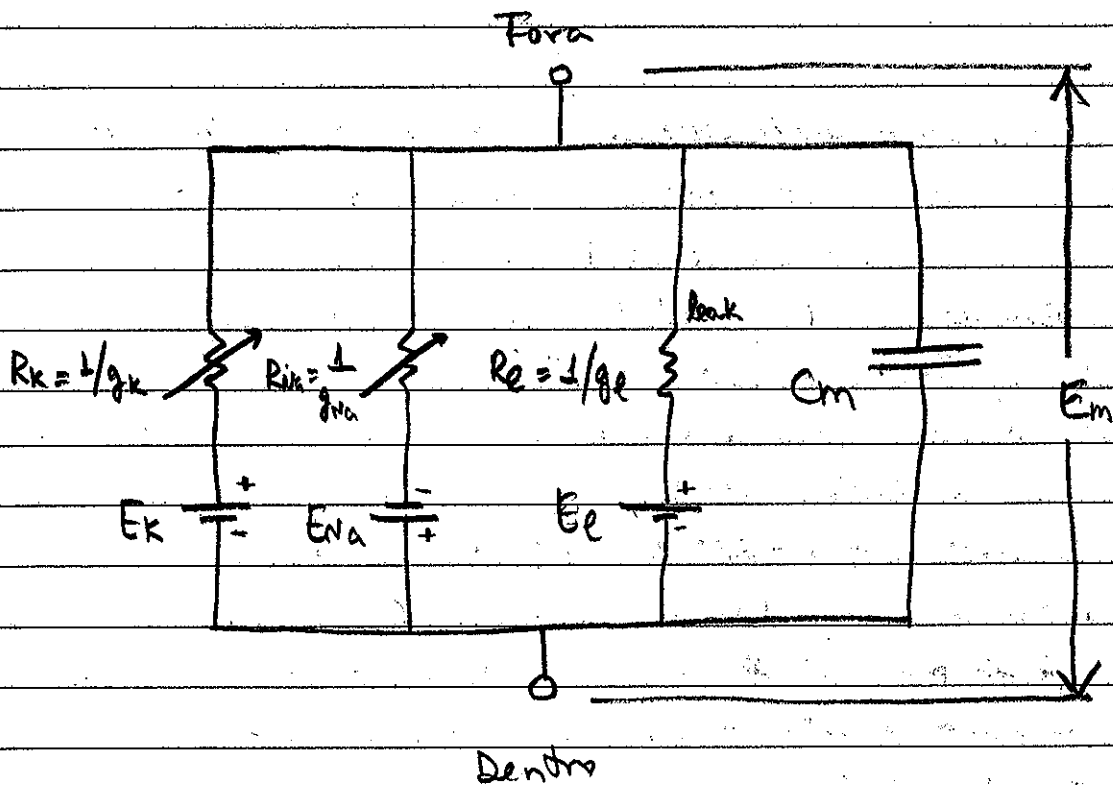 Fora
leak
RK = 1/gK
RNa = 1/gNa
Rl = 1/gl
Cm
Em
EK
+
-
ENa
-
+
El
+
-
Dentro